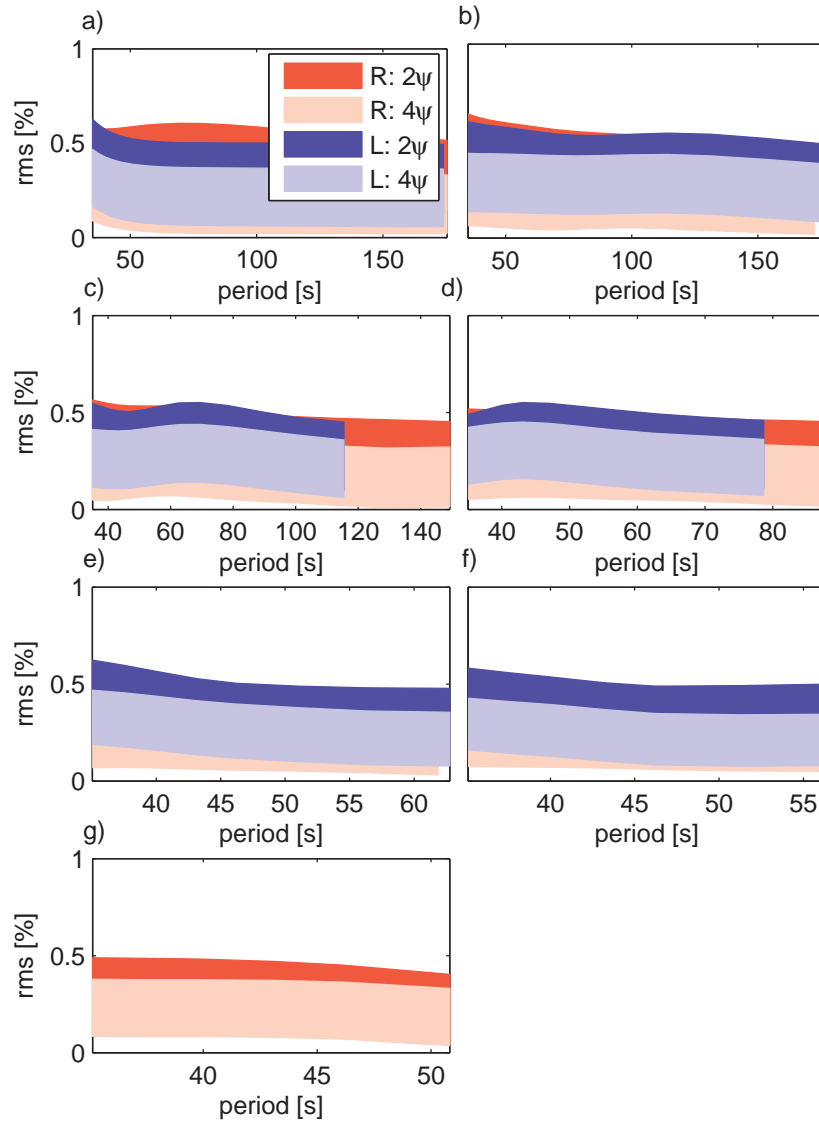 a)
b)
1
0.5
0
rms [%]
R: 2ψ
R: 4ψ
L: 2ψ
L: 4ψ
50 100 150
period [s]
50 100 150
period [s]
c)
d)
1
0.5
0
rms [%]
40 60 80 100 120 140
period [s]
40 50 60 70 80
period [s]
e)
f)
1
0.5
0
rms [%]
40 45 50 55 60
period [s]
40 45 50 55
period [s]
g)
1
0.5
0
rms [%]
40 45 50
period [s]